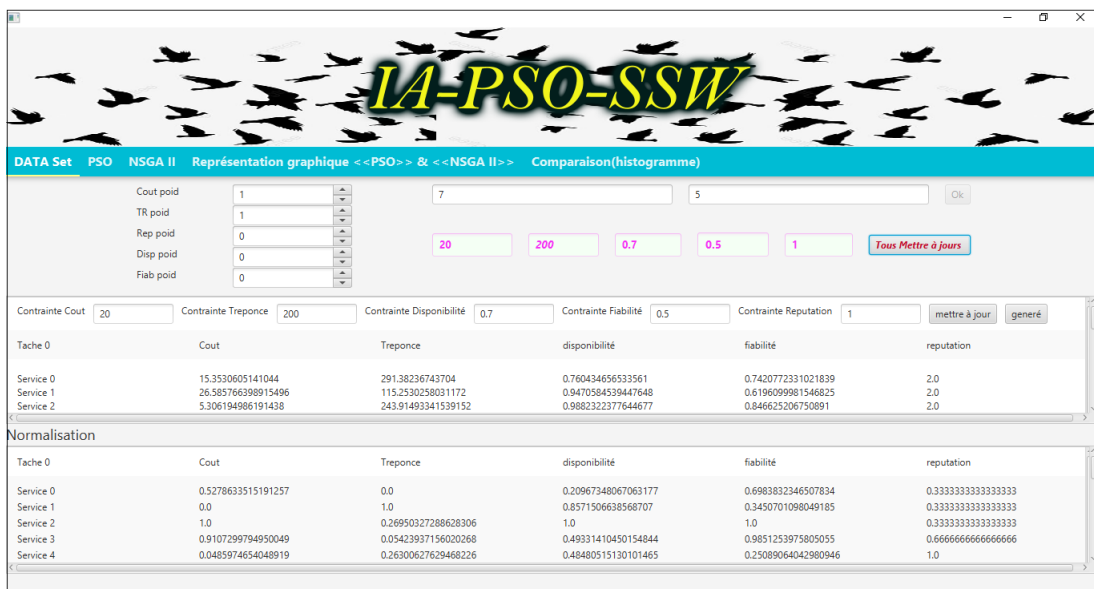 IA-PSO-SSW
DATA Set PSO NSGA II Représentation graphique <<PSO>> & <<NSGA II>> Comparaison(histogramme)
Cout poid 1 7 5 Ok
TR poid 1
Rep poid 0
Disp poid 0
Fiab poid 0
20 200 0.7 0.5 1 Tous Mettre à jours
Contrainte Cout 20 Contrainte Treponce 200 Contrainte Disponibilité 0.7 Contrainte Fiabilité 0.5 Contrainte Reputation 1 mettre à jour generé
Tache 0 Cout Treponce disponibilité fiabilité reputation
Service 0 15.3530605141044 291.38236743704 0.760434656533561 0.7420772331021839 2.0
Service 1 26.585766398915496 115.2530258031172 0.9470584539447648 0.6196099981546825 2.0
Service 2 5.306194986191438 243.91493341539152 0.9882322377644677 0.846625206750891 2.0
Normalisation
Tache 0 Cout Treponce disponibilité fiabilité reputation
Service 0 0.5278633515191257 0.0 0.20967348067063177 0.6983832346507834 0.3333333333333333
Service 1 0.0 1.0 0.8571506638568707 0.3450701098049185 0.3333333333333333
Service 2 1.0 0.26950327288628306 1.0 1.0 0.3333333333333333
Service 3 0.9107299794950049 0.05423937156020268 0.49331410450154844 0.9851253975805055 0.6666666666666666
Service 4 0.0485974654048919 0.26300627629468226 0.48480515130101465 0.25089064042980946 1.0